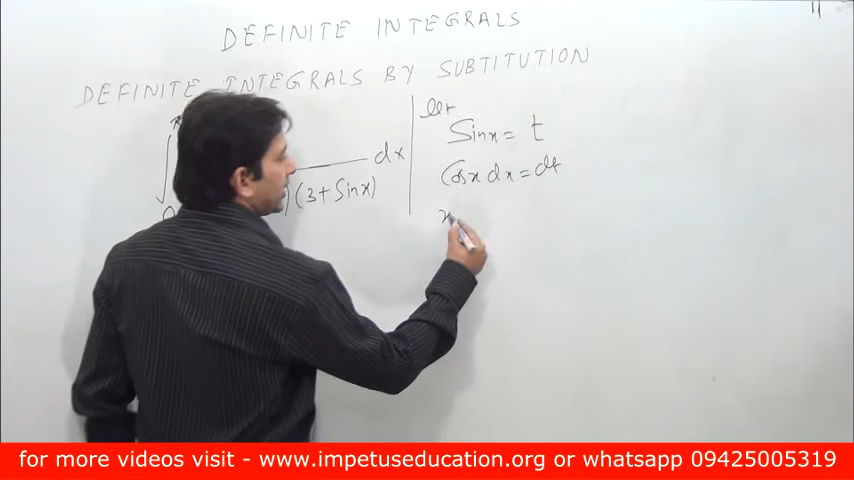 DEFINITE INTEGRALS
DEFINITE INTEGRALS BY SUBTITUTION
dx
(3+ Sinx)
0
let
Sinx = t
Cosx dx = dt
x
for more videos visit - www.impetuseducation.org or whatsapp 09425005319